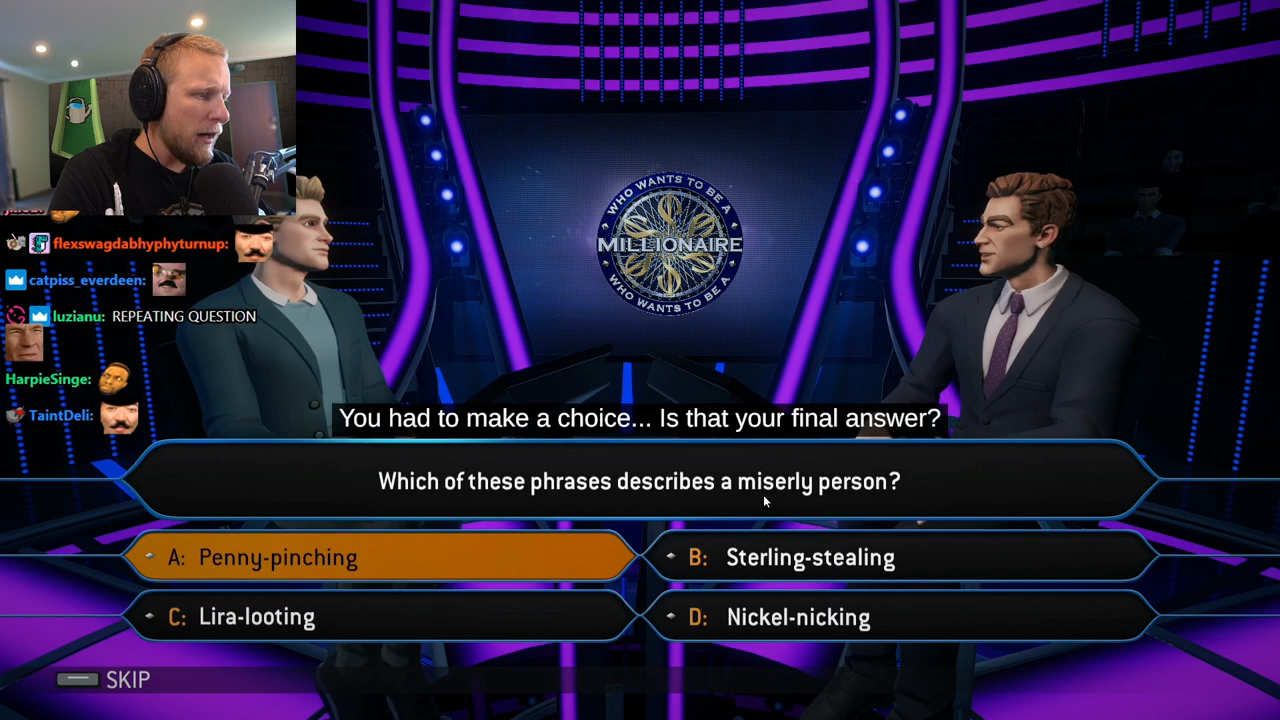 flexswagdabhyphyturnup:
catpiss_everdeen:
luzianu: REPEATING QUESTION
HarpieSinge:
TaintDeli:
WHO WANTS TO BE A
MILLIONAIRE
WHO WANTS TO BE A
You had to make a choice... Is that your final answer?
Which of these phrases describes a miserly person?
A: Penny-pinching
B: Sterling-stealing
C: Lira-looting
D: Nickel-nicking
SKIP